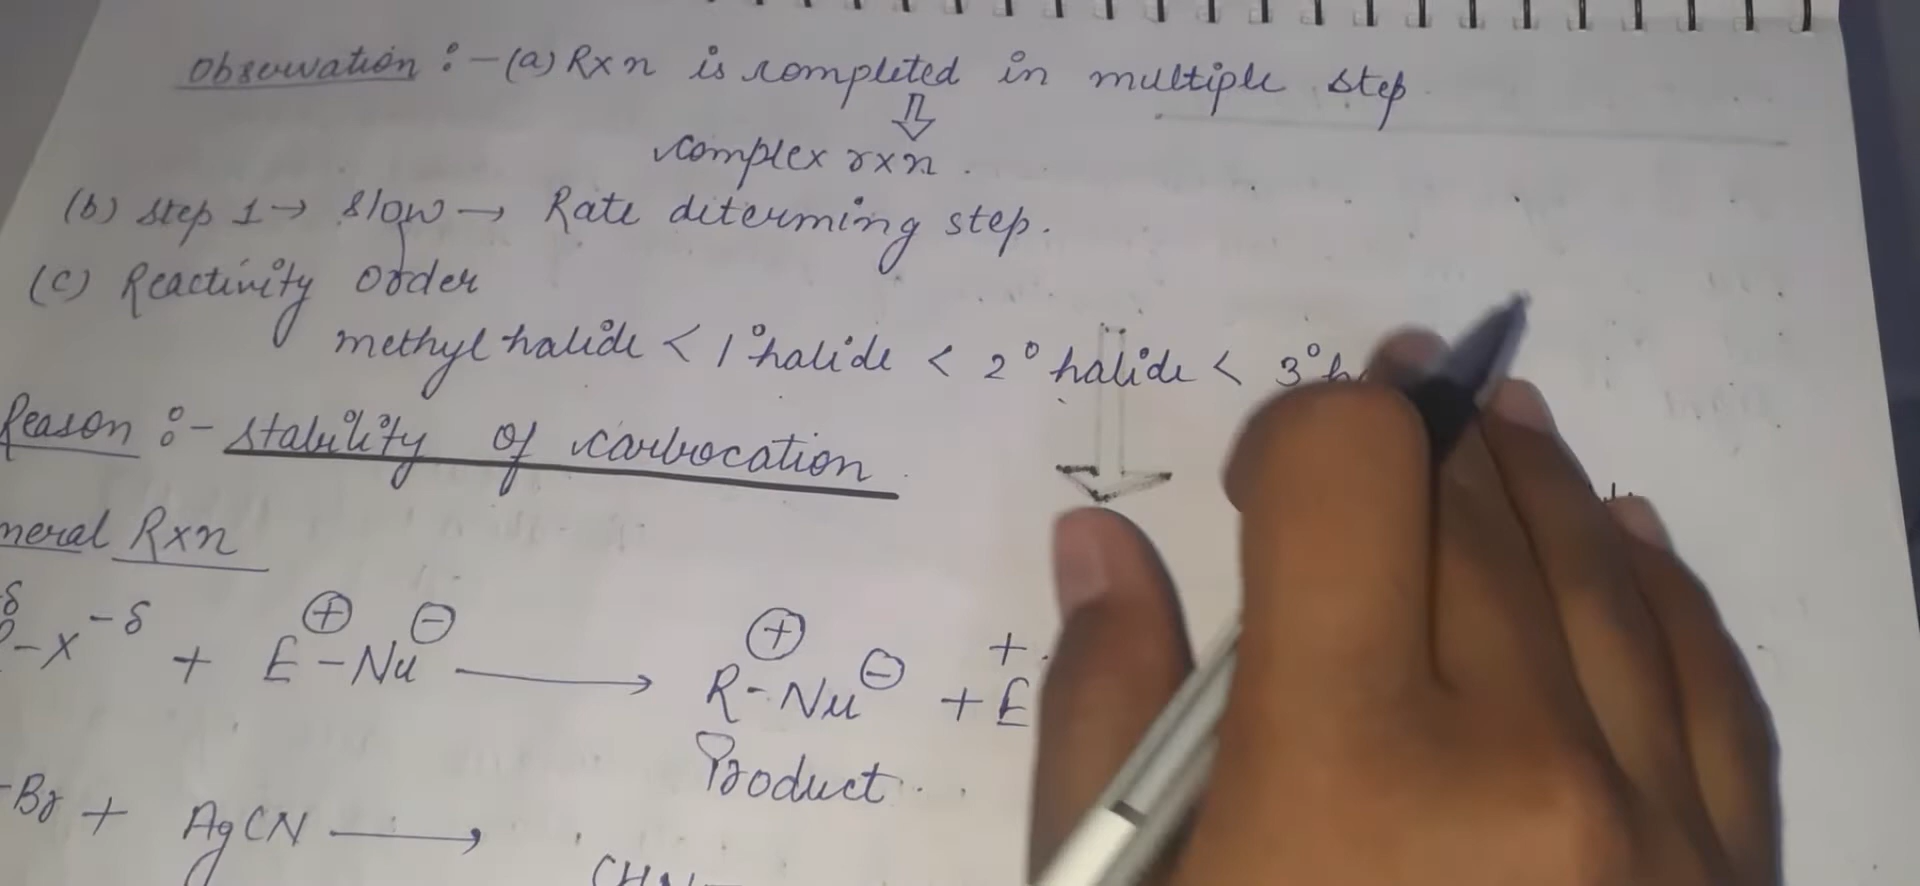 Observation :- (a) Rxn is completed in multiple step
⇓
complex rxn.
(b) Step 1 → Slow → Rate diterming step.
(c) Reactivity Order
methyl halide < 1° halide < 2° halide < 3°
Reason :- stability of carbocation
neral Rxn
δ
-X -δ + E⊕ - Nu⊖ ⟶ R⊕ - Nu⊖ + E+
Product
-Br + AgCN ⟶